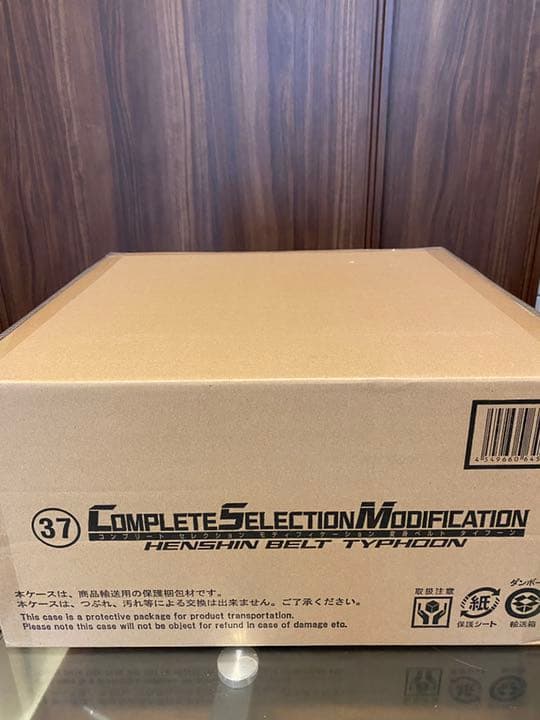 4 549660 645
37 COMPLETE SELECTION MODIFICATION
コンプリート セレクション モディフィケーション 変身ベルト タイフーン
HENSHIN BELT TYPHOON
本ケースは、商品輸送用の保護梱包材です。
本ケースは、つぶれ、汚れ等による交換は出来ません。ご了承ください。
This case is a protective package for product transportation.
Please note this case will not be object for refund in case of damage etc.
取扱注意
紙
保護シート
ダンボー
輸送箱